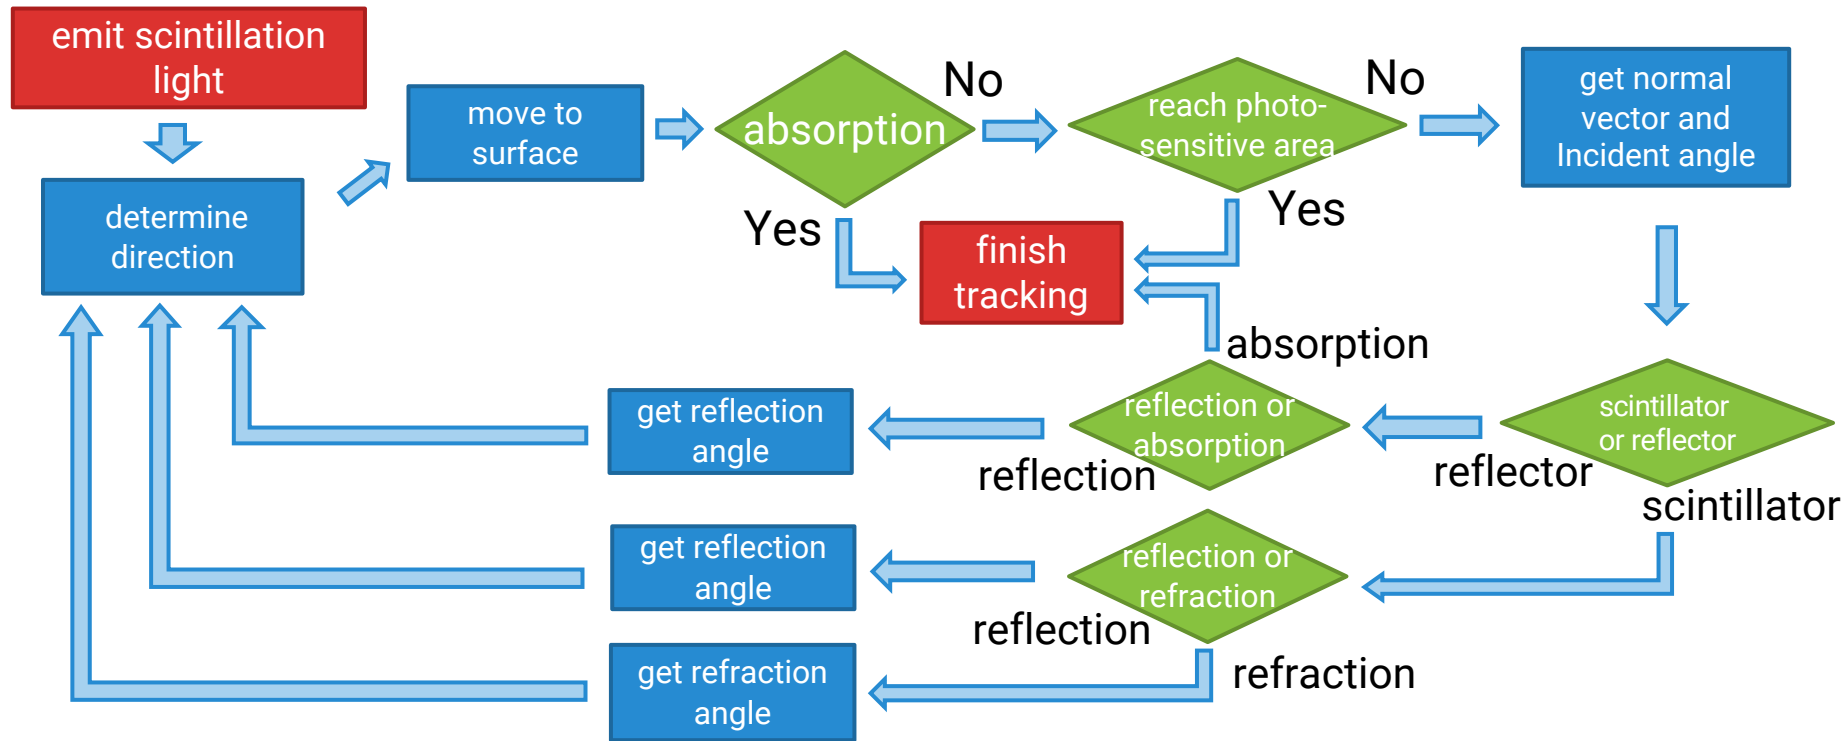 emit scintillation
light
determine
direction
move to
surface
absorption
No
Yes
reach photo-
sensitive area
No
Yes
get normal
vector and
Incident angle
finish
tracking
absorption
scintillator
or reflector
reflector
scintillator
reflection or
absorption
reflection
get reflection
angle
reflection or
refraction
reflection
refraction
get reflection
angle
get refraction
angle